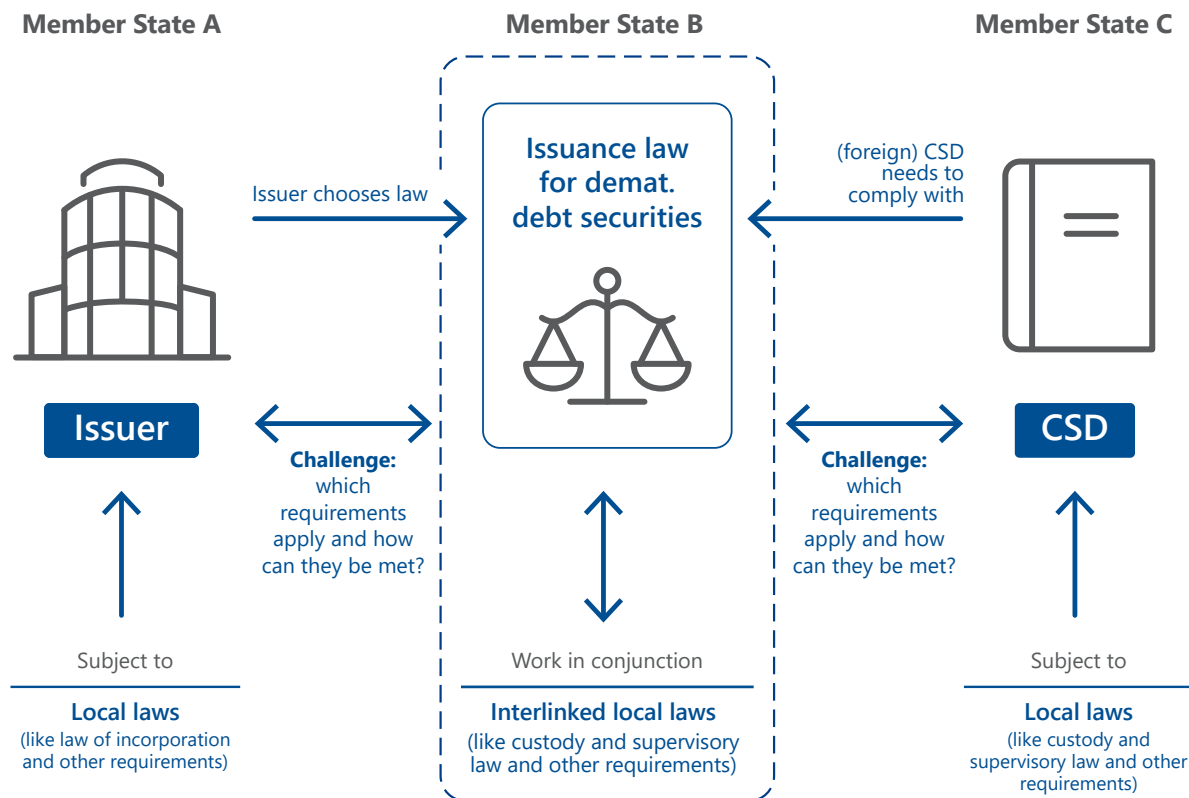 Member State A
Member State B
Member State C
Issuance law
for demat.
debt securities
Issuer chooses law
(foreign) CSD
needs to
comply with
Issuer
CSD
Challenge:
which
requirements
apply and how
can they be met?
Challenge:
which
requirements
apply and how
can they be met?
Subject to
Local laws
(like law of incorporation
and other requirements)
Work in conjunction
Interlinked local laws
(like custody and supervisory
law and other requirements)
Subject to
Local laws
(like custody and
supervisory law and other
requirements)